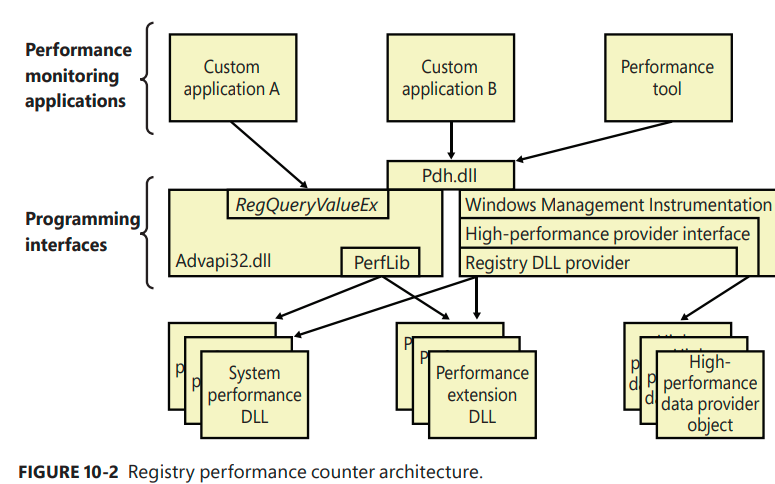 Performance
monitoring
applications
Custom
application A
Custom
application B
Performance
tool
Programming
interfaces
Pdh.dll
RegQueryValueEx
Advapi32.dll
PerfLib
Windows Management Instrumentation
High-performance provider interface
Registry DLL provider
System
performance
DLL
Performance
extension
DLL
High-
performance
data provider
object
FIGURE 10-2 Registry performance counter architecture.